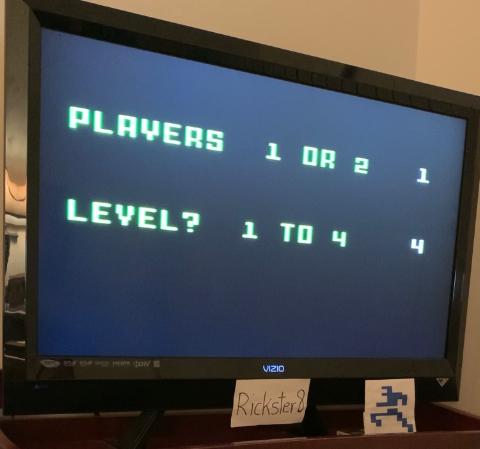 PLAYERS 1 OR 2 1
LEVEL? 1 TO 4 4
VIZIO
Rickster8